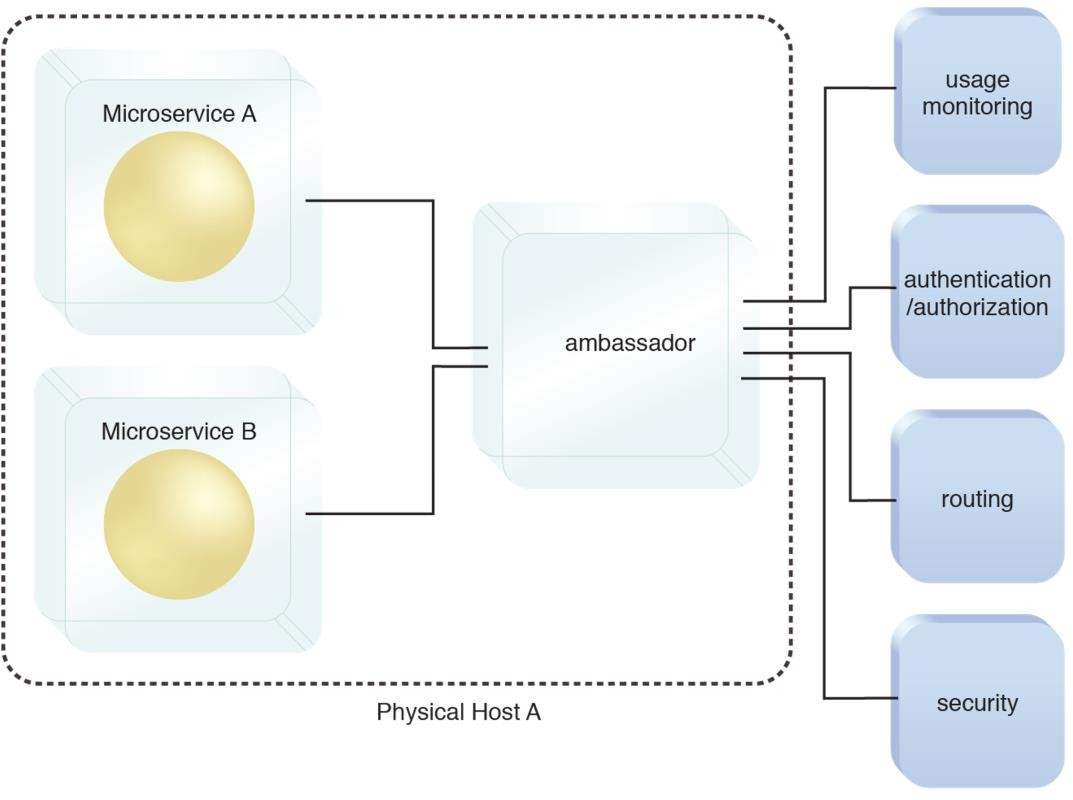 Microservice A
Microservice B
ambassador
Physical Host A
usage
monitoring
authentication
/authorization
routing
security